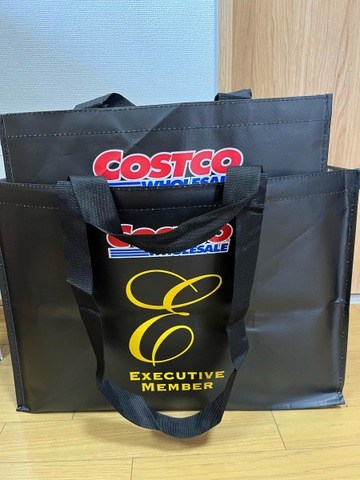 COSTCO
WHOLESALE
COSTCO
WHOLESALE
E
EXECUTIVE
MEMBER